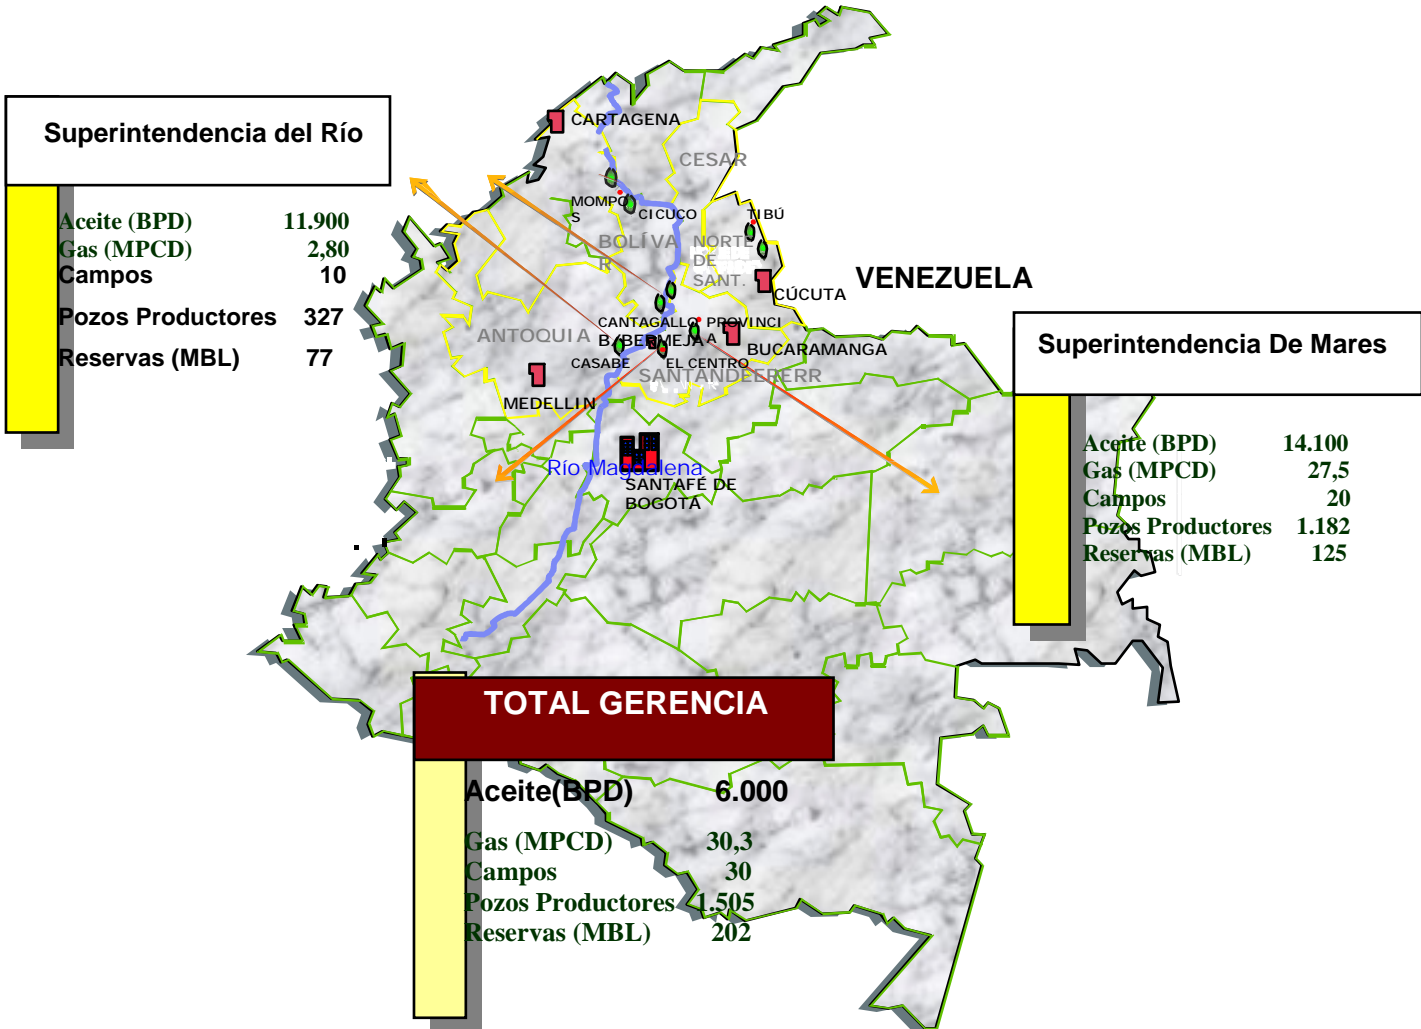 CARTAGENA
Superintendencia del Río
CESAR
Aceite (BPD) 11.900
Gas (MPCD) 2,80
Campos 10
Pozos Productores 327
Reservas (MBL) 77
MOMPO
S
CICUCO
TIBÚ
BOLÍVA
R
NORTE
DE
SANT.
VENEZUELA
CÚCUTA
ANTOQUIA
CANTAGALLO
PROVINCI
A
B/BERMEJA
BUCARAMANGA
CASABE
EL CENTRO
MEDELLIN
Superintendencia De Mares
Aceite (BPD) 14.100
Gas (MPCD) 27,5
Campos 20
Pozos Productores 1.182
Reservas (MBL) 125
Río Magdalena
SANTAFÉ DE
BOGOTÁ
TOTAL GERENCIA
Aceite(BPD) 6.000
Gas (MPCD) 30,3
Campos 30
Pozos Productores 1.505
Reservas (MBL) 202